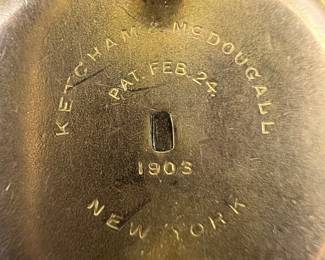 KETCHAM & McDOUGALL
PAT. FEB. 24.
1903
NEW YORK